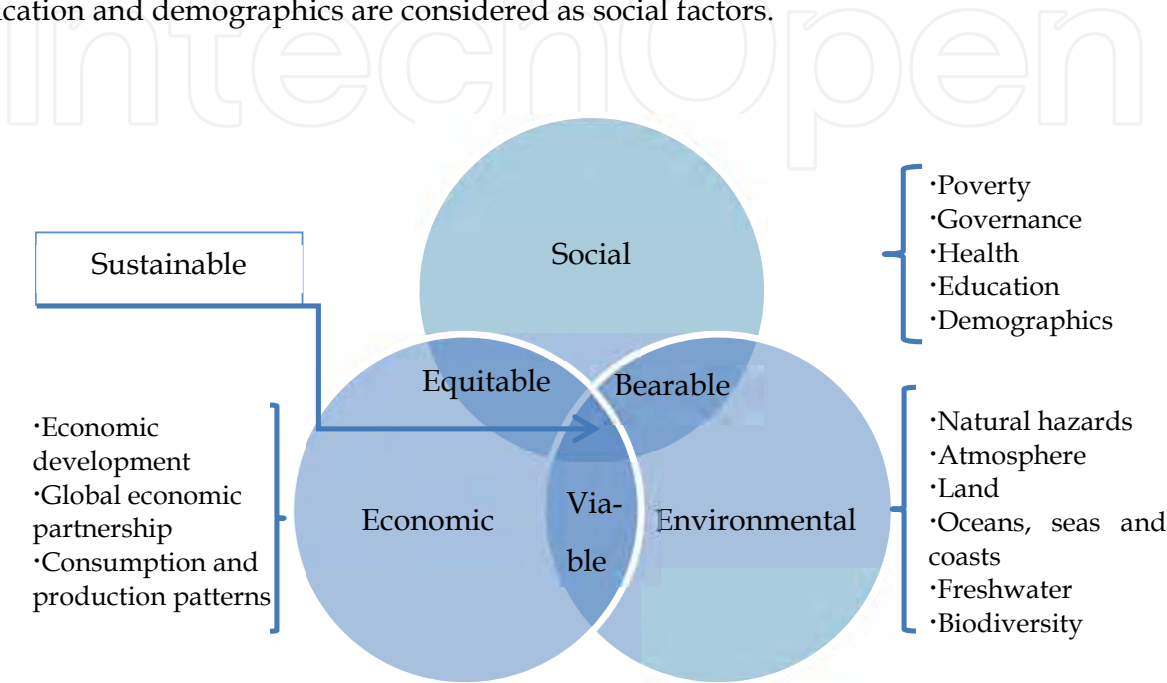 ication and demographics are considered as social factors.
IntechOpen
Social
Sustainable
Equitable
Bearable
Economic
Via-
ble
Environmental
·Poverty
·Governance
·Health
·Education
·Demographics
·Economic
development
·Global economic
partnership
·Consumption and
production patterns
·Natural hazards
·Atmosphere
·Land
·Oceans, seas and
coasts
·Freshwater
·Biodiversity